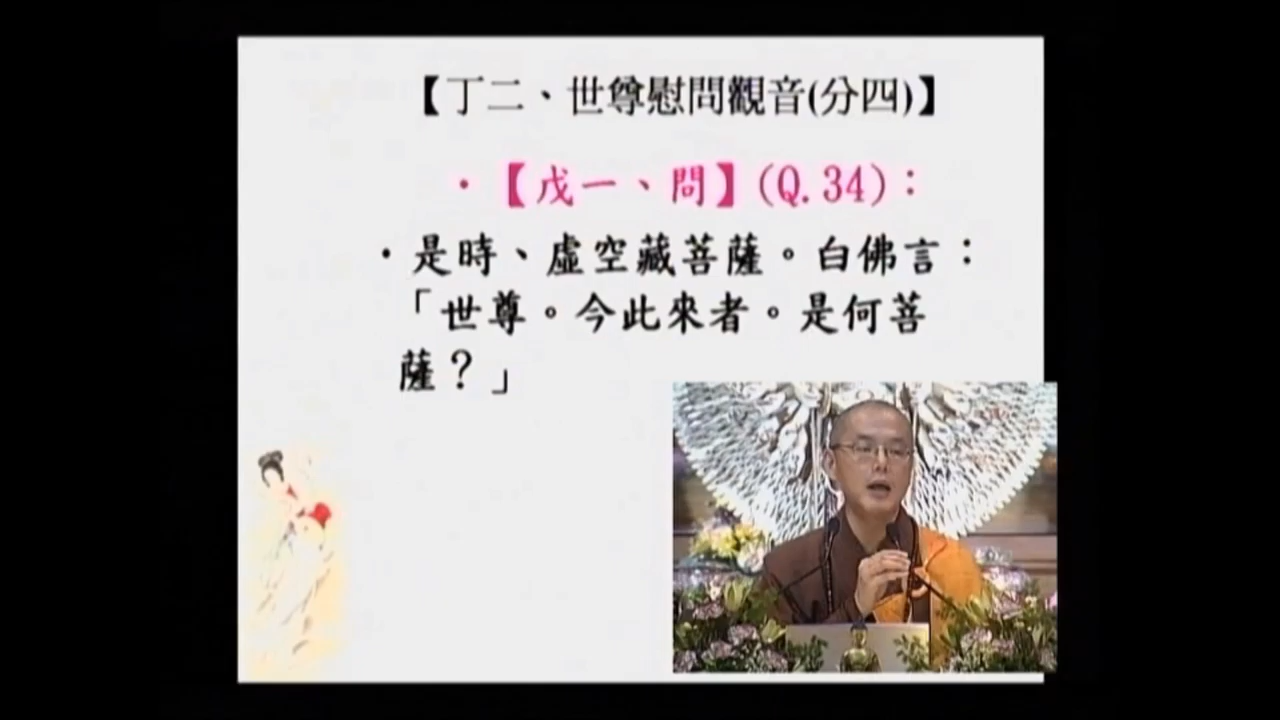 【丁二、世尊慰問觀音(分四)】
•【戊一、問】(Q.34)：
•是時、虛空藏菩薩。白佛言：
「世尊。今此來者。是何菩
薩？」